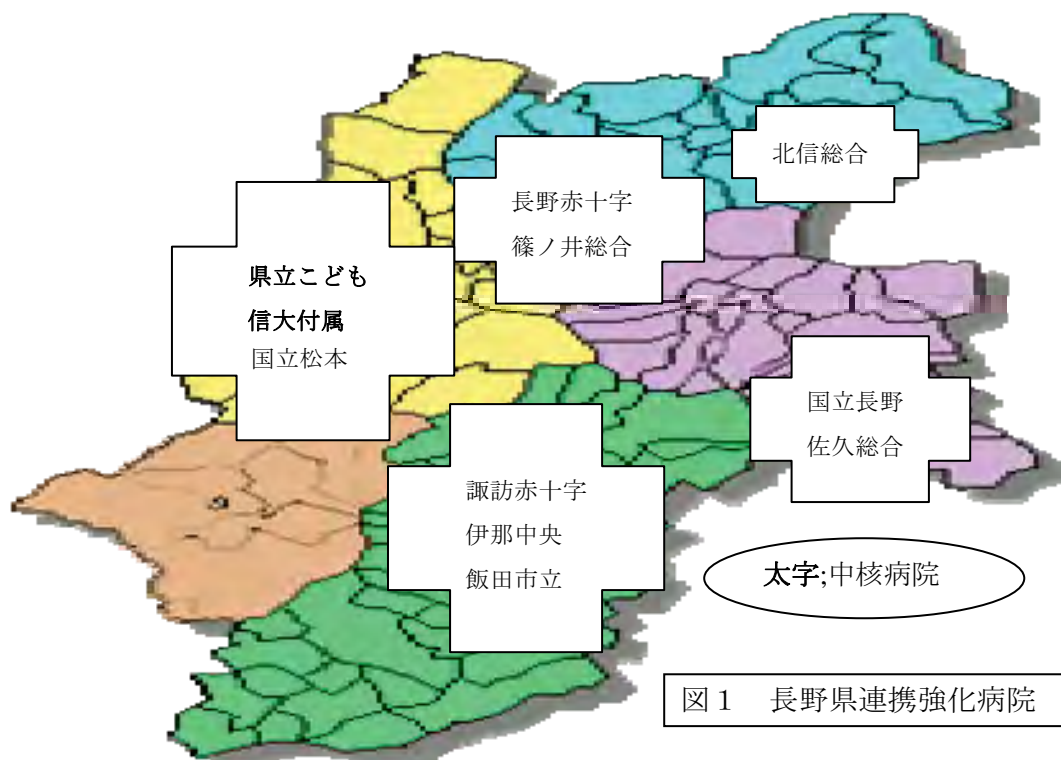 北信総合
長野赤十字
篠ノ井総合
県立こども
信大付属
国立松本
国立長野
佐久総合
諏訪赤十字
伊那中央
飯田市立
太字;中核病院
図1 長野県連携強化病院